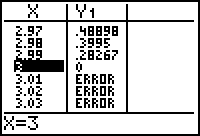 X Y₁
2.97 .48898
2.98 .3995
2.99 .28267
3 0
3.01 ERROR
3.02 ERROR
3.03 ERROR
X=3